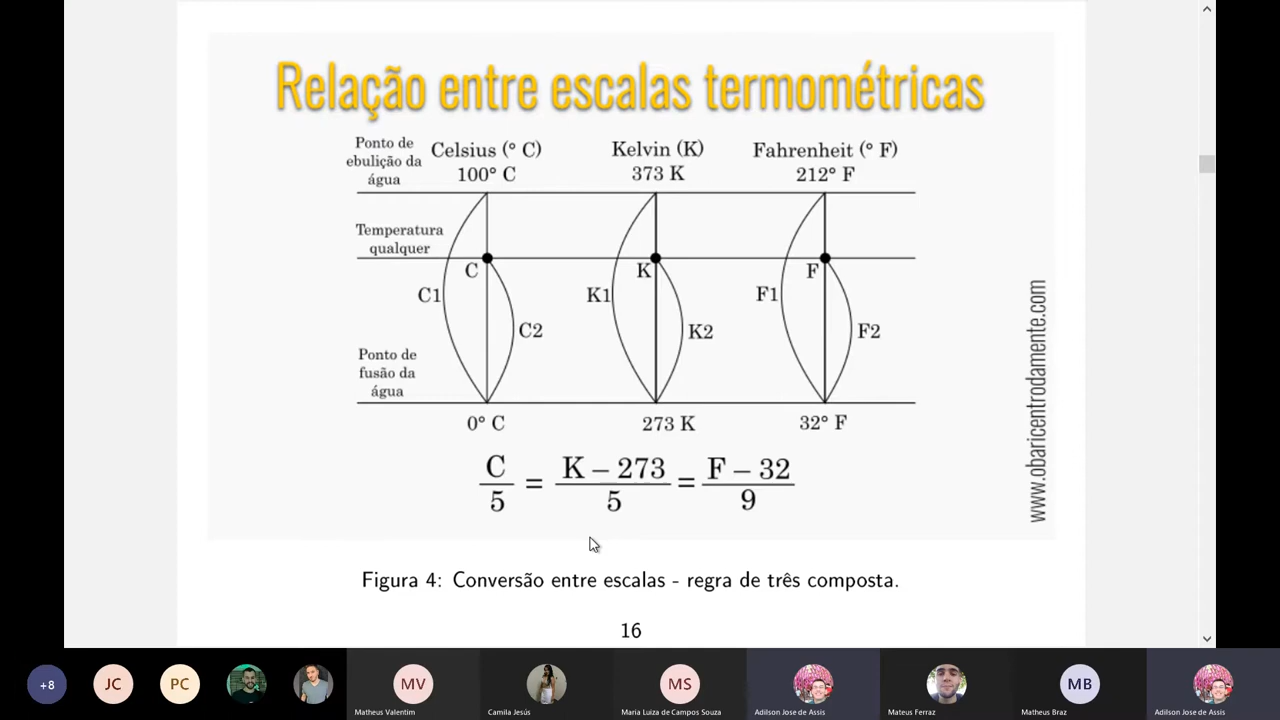 Relação entre escalas termométricas
Ponto de
ebulição da
água
Celsius (° C)
100° C
Kelvin (K)
373 K
Fahrenheit (° F)
212° F
Temperatura
qualquer
C
K
F
C1
C2
K1
K2
F1
F2
Ponto de
fusão da
água
0° C
273 K
32° F
C/5 = K – 273/5 = F – 32/9
www.obaricentrodamente.com
Figura 4: Conversão entre escalas - regra de três composta.
16
+8
JC
PC
MV
Matheus Valentim
Camila Jesús
MS
Maria Luiza de Campos Souza
Adilson Jose de Assis
Mateus Ferraz
MB
Matheus Braz
Adilson Jose de Assis